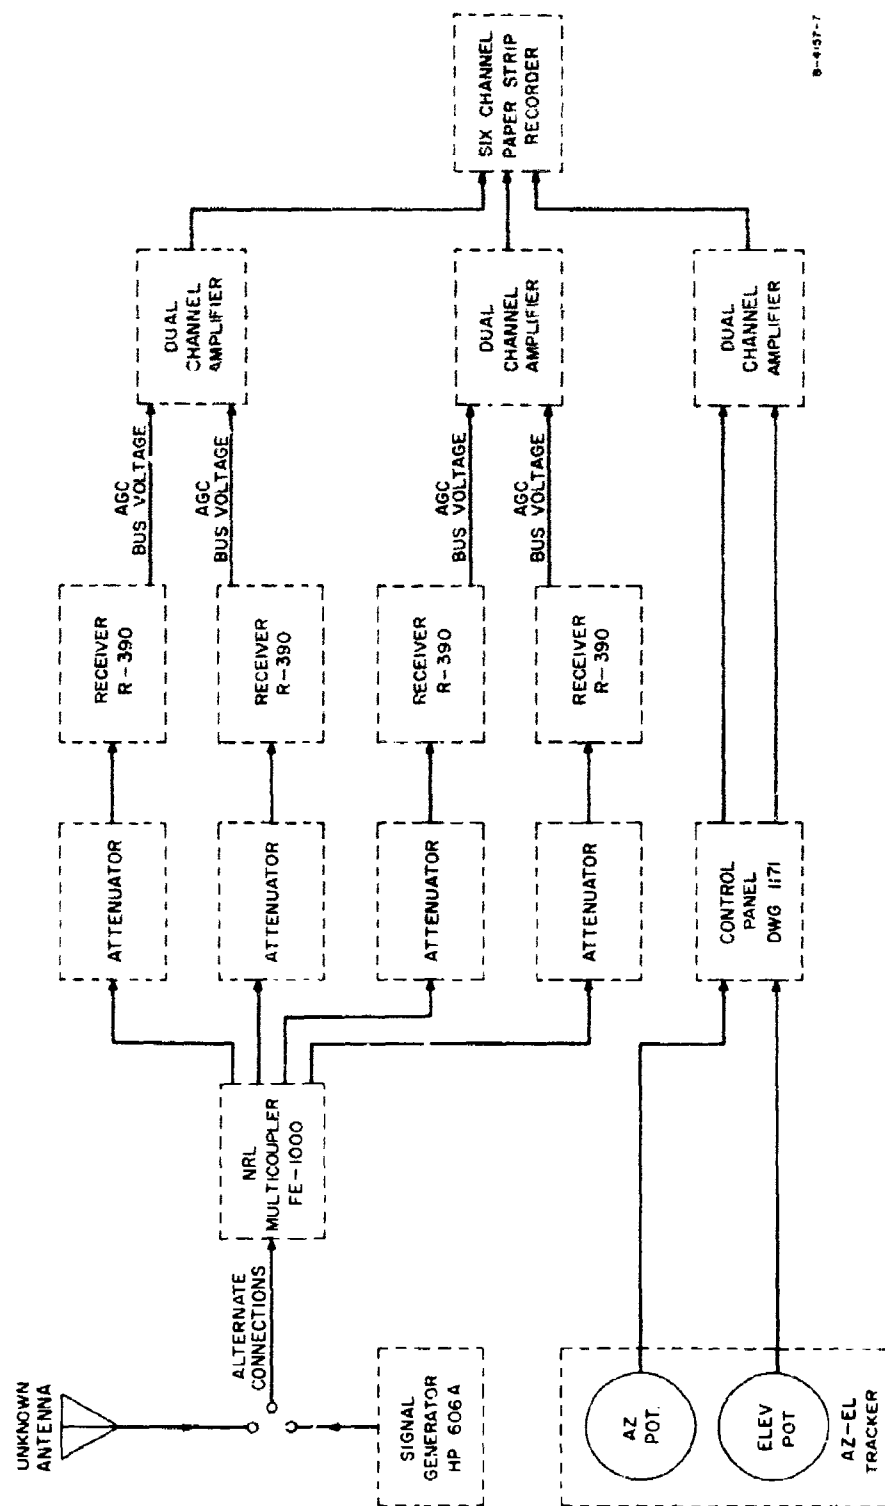 UNKNOWN
ANTENNA
ALTERNATE
CONNECTIONS
SIGNAL
GENERATOR
HP 606A
NRL
MULTICOUPLER
FE-1000
ATTENUATOR
ATTENUATOR
ATTENUATOR
ATTENUATOR
RECEIVER
R-390
RECEIVER
R-390
RECEIVER
R-390
RECEIVER
R-390
AGC
BUS VOLTAGE
AGC
BUS VOLTAGE
AGC
BUS VOLTAGE
AGC
BUS VOLTAGE
DUAL
CHANNEL
AMPLIFIER
DUAL
CHANNEL
AMPLIFIER
DUAL
CHANNEL
AMPLIFIER
SIX CHANNEL
PAPER STRIP
RECORDER
AZ
POT.
ELEV
POT
AZ-EL
TRACKER
CONTROL
PANEL
DWG 1171
B-4157-7